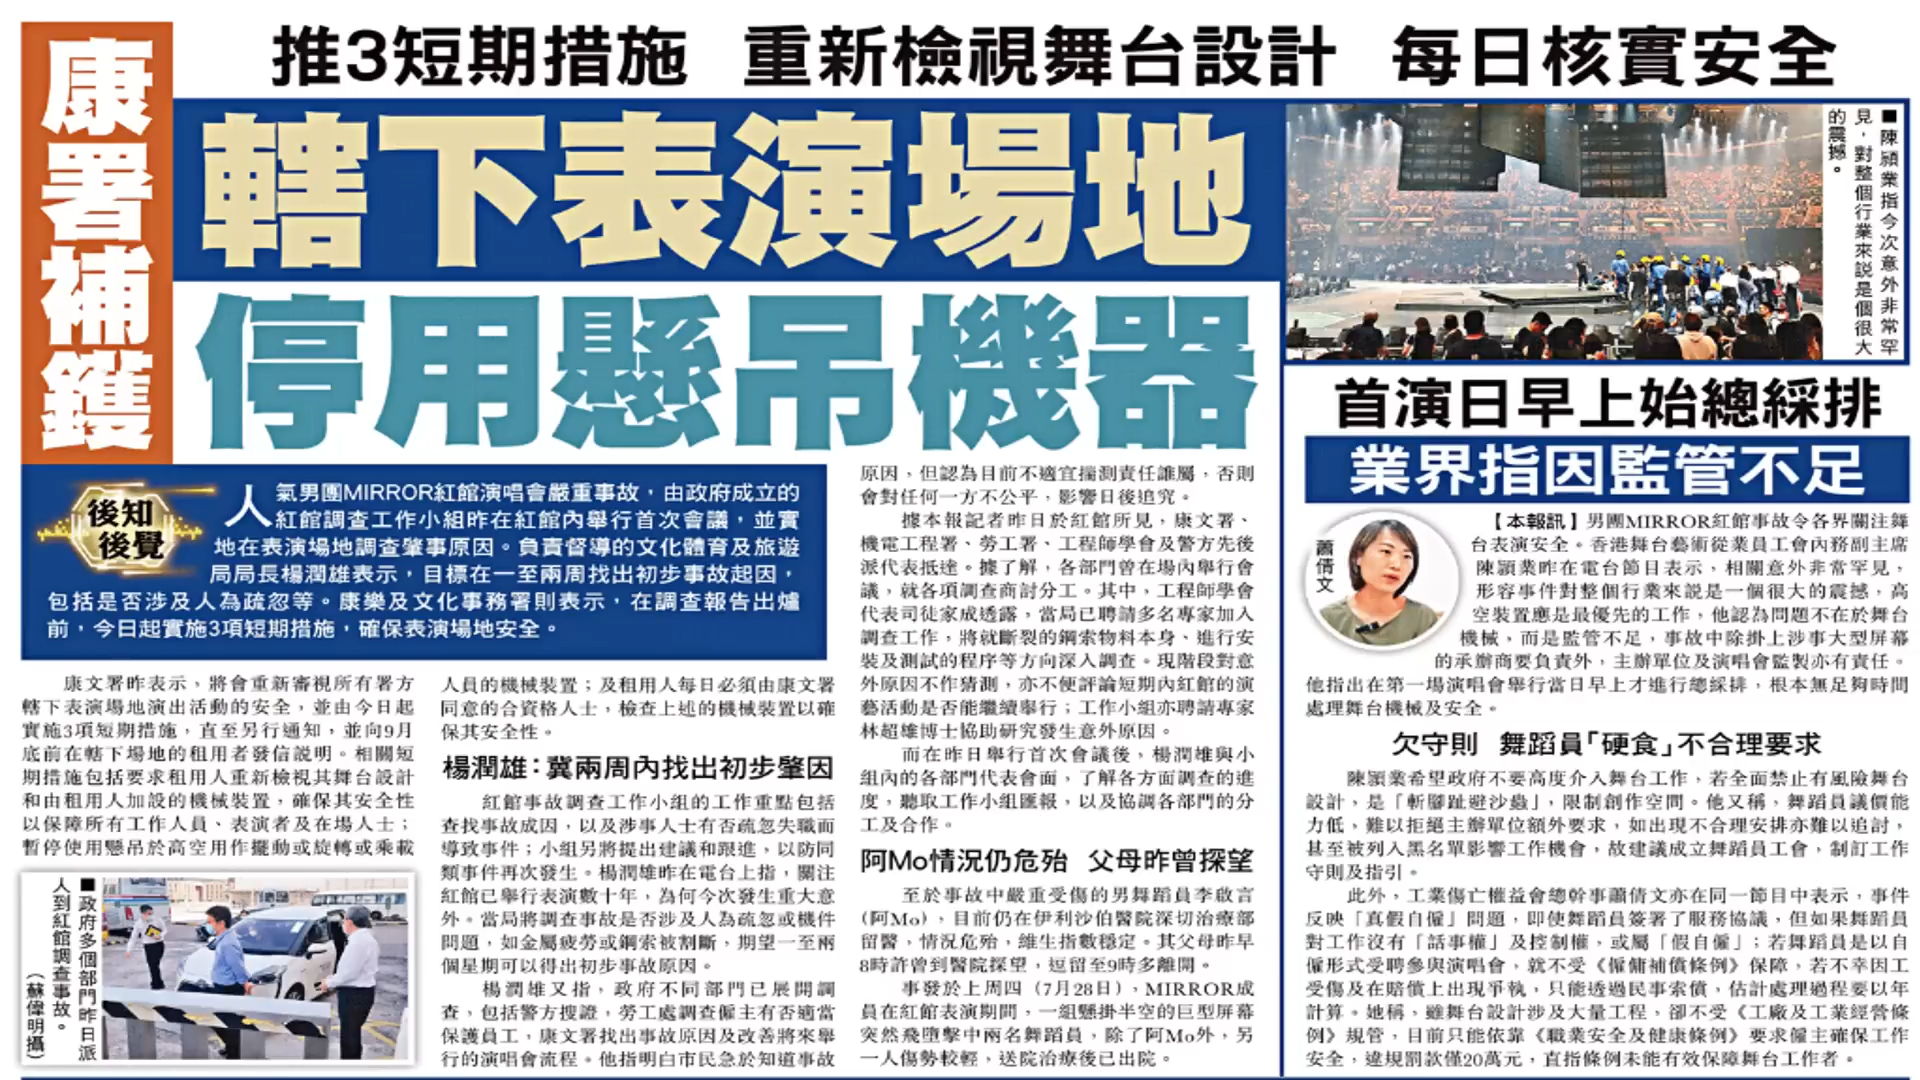 康署補鑊
推3短期措施 重新檢視舞台設計 每日核實安全
轄下表演場地
停用懸吊機器
後知
後覺
人氣男團MIRROR紅館演唱會嚴重事故，由政府成立的
紅館調查工作小組昨在紅館內舉行首次會議，並實
地在表演場地調查肇事原因。負責督導的文化體育及旅遊
局局長楊潤雄表示，目標在一至兩周找出初步事故起因，
包括是否涉及人為疏忽等。康樂及文化事務署則表示，在調查報告出爐
前，今日起實施3項短期措施，確保表演場地安全。
康文署昨表示，將會重新審視所有署方
轄下表演場地演出活動的安全，並由今日起
實施3項短期措施，直至另行通知，並向9月
底前在轄下場地的租用者發信説明。相關短
期措施包括要求租用人重新檢視其舞台設計
和由租用人加設的機械裝置，確保其安全性
以保障所有工作人員、表演者及在場人士；
暫停使用懸吊於高空用作擺動或旋轉或乘載
■政府多個部門昨日派
人到紅館調查事故。
（蘇偉明攝）
人員的機械裝置；及租用人每日必須由康文署
同意的合資格人士，檢查上述的機械裝置以確
保其安全性。
楊潤雄：冀兩周內找出初步肇因
紅館事故調查工作小組的工作重點包括
查找事故成因，以及涉事人士有否疏忽失職而
導致事件；小組另將提出建議和跟進，以防同
類事件再次發生。楊潤雄昨在電台上指，關注
紅館已舉行表演數十年，為何今次發生重大意
外。當局將調查事故是否涉及人為疏忽或機件
問題，如金屬疲勞或鋼索被割斷，期望一至兩
個星期可以得出初步事故原因。
楊潤雄又指，政府不同部門已展開調
查，包括警方搜證，勞工處調查僱主有否適當
保護員工，康文署找出事故原因及改善將來舉
行的演唱會流程。他指明白市民急於知道事故
原因，但認為目前不適宜揣測責任誰屬，否則
會對任何一方不公平，影響日後追究。
據本報記者昨日於紅館所見，康文署、
機電工程署、勞工署、工程師學會及警方先後
派代表抵達。據了解，各部門曾在場內舉行會
議，就各項調查商討分工。其中，工程師學會
代表司徒家成透露，當局已聘請多名專家加入
調查工作，將就斷裂的鋼索物料本身、進行安
裝及測試的程序等方向深入調查。現階段對意
外原因不作猜測，亦不便評論短期內紅館的演
藝活動是否能繼續舉行；工作小組亦聘請專家
林超雄博士協助研究發生意外原因。
而在昨日舉行首次會議後，楊潤雄與小
組內的各部門代表會面，了解各方面調查的進
度，聽取工作小組匯報，以及協調各部門的分
工及合作。
阿Mo情況仍危殆 父母昨曾探望
至於事故中嚴重受傷的男舞蹈員李啟言
（阿Mo），目前仍在伊利沙伯醫院深切治療部
留醫，情況危殆，維生指數穩定。其父母昨早
8時許曾到醫院探望，逗留至9時多離開。
事發於上周四（7月28日），MIRROR成
員在紅館表演期間，一組懸掛半空的巨型屏幕
突然飛墮擊中兩名舞蹈員，除了阿Mo外，另
一人傷勢較輕，送院治療後已出院。
■陳頴業指今次意外非常罕
見，對整個行業來說是個很大
的震撼。
首演日早上始總綵排
業界指因監管不足
蕭倩文
【本報訊】男團MIRROR紅館事故令各界關注舞
台表演安全。香港舞台藝術從業員工會內務副主席
陳頴業昨在電台節目表示，相關意外非常罕見，
形容事件對整個行業來說是一個很大的震撼，高
空裝置應是最優先的工作，他認為問題不在於舞台
機械，而是監管不足，事故中除掛上涉事大型屏幕
的承辦商要負責外，主辦單位及演唱會監製亦有責任。
他指出在第一場演唱會舉行當日早上才進行總綵排，根本無足夠時間
處理舞台機械及安全。
欠守則 舞蹈員「硬食」不合理要求
陳頴業希望政府不要高度介入舞台工作，若全面禁止有風險舞台
設計，是「斬腳趾避沙蟲」，限制創作空間。他又稱，舞蹈員議價能
力低，難以拒絕主辦單位額外要求，如出現不合理安排亦難以追討，
甚至被列入黑名單影響工作機會，故建議成立舞蹈員工會，制訂工作
守則及指引。
此外，工業傷亡權益會總幹事蕭倩文亦在同一節目中表示，事件
反映「真假自僱」問題，即使舞蹈員簽署了服務協議，但如果舞蹈員
對工作沒有「話事權」及控制權，或屬「假自僱」；若舞蹈員是以自
僱形式受聘參與演唱會，就不受《僱傭補償條例》保障，若不幸因工
受傷及在賠償上出現爭執，只能透過民事索償，估計處理過程要以年
計算。她稱，雖舞台設計涉及大量工程，卻不受《工廠及工業經營條
例》規管，目前只能依靠《職業安全及健康條例》要求僱主確保工作
安全，違規罰款僅20萬元，直指條例未能有效保障舞台工作者。